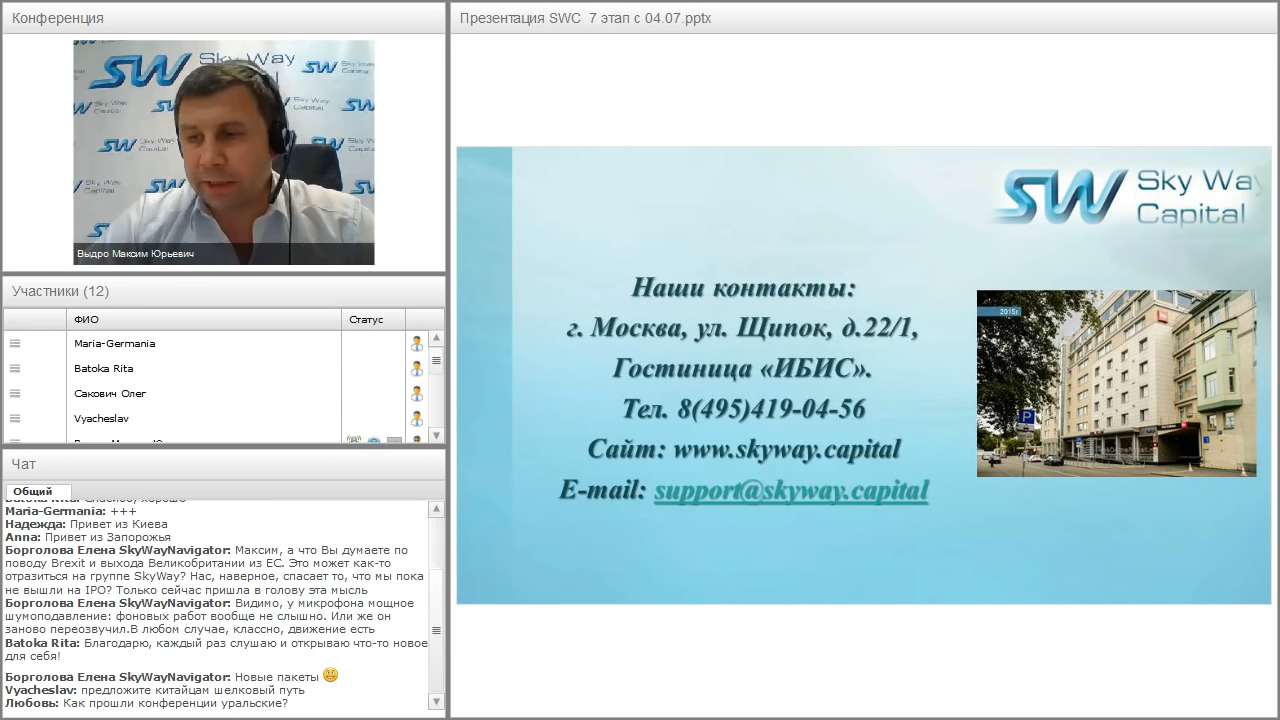 Конференция
Sky Way
Capital
Выдро Максим Юрьевич
Участники (12)
ФИО
Статус
Maria-Germania
Batoka Rita
Сакович Олег
Vyacheslav
Чат
Общий
Batoka Rita: Спасибо, хорошо
Maria-Germania: +++
Надежда: Привет из Киева
Anna: Привет из Запорожья
Борголова Елена SkyWayNavigator: Максим, а что Вы думаете по
поводу Brexit и выхода Великобритании из ЕС. Это может как-то
отразиться на группе SkyWay? Нас, наверное, спасает то, что мы пока
не вышли на IPO? Только сейчас пришла в голову эта мысль
Борголова Елена SkyWayNavigator: Видимо, у микрофона мощное
шумоподавление: фоновых работ вообще не слышно. Или же он
заново переозвучил.В любом случае, классно, движение есть
Batoka Rita: Благодарю, каждый раз слушаю и открываю что-то новое
для себя!
Борголова Елена SkyWayNavigator: Новые пакеты
Vyacheslav: предложите китайцам шелковый путь
Любовь: Как прошли конференции уральские?
Презентация SWC 7 этап с 04.07.pptx
SW Sky Way
Capital
Наши контакты:
г. Москва, ул. Щипок, д.22/1,
Гостиница «ИБИС».
Тел. 8(495)419-04-56
Сайт: www.skyway.capital
E-mail: support@skyway.capital
2015г